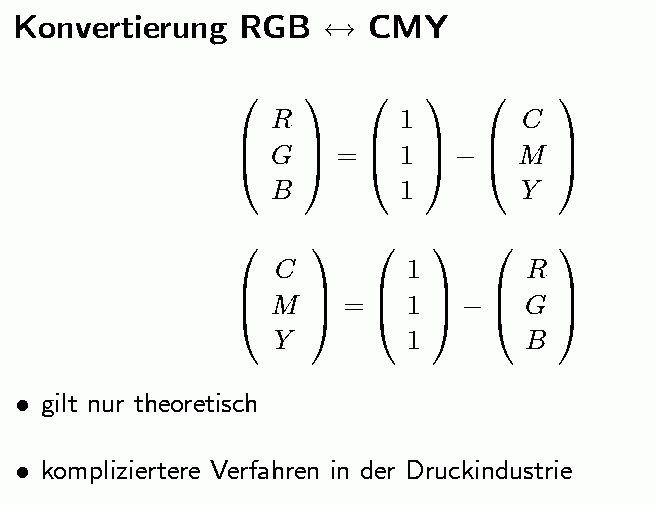 Konvertierung RGB ↔ CMY
( R G B ) = ( 1 1 1 ) − ( C M Y )
( C M Y ) = ( 1 1 1 ) − ( R G B )
• gilt nur theoretisch
• kompliziertere Verfahren in der Druckindustrie